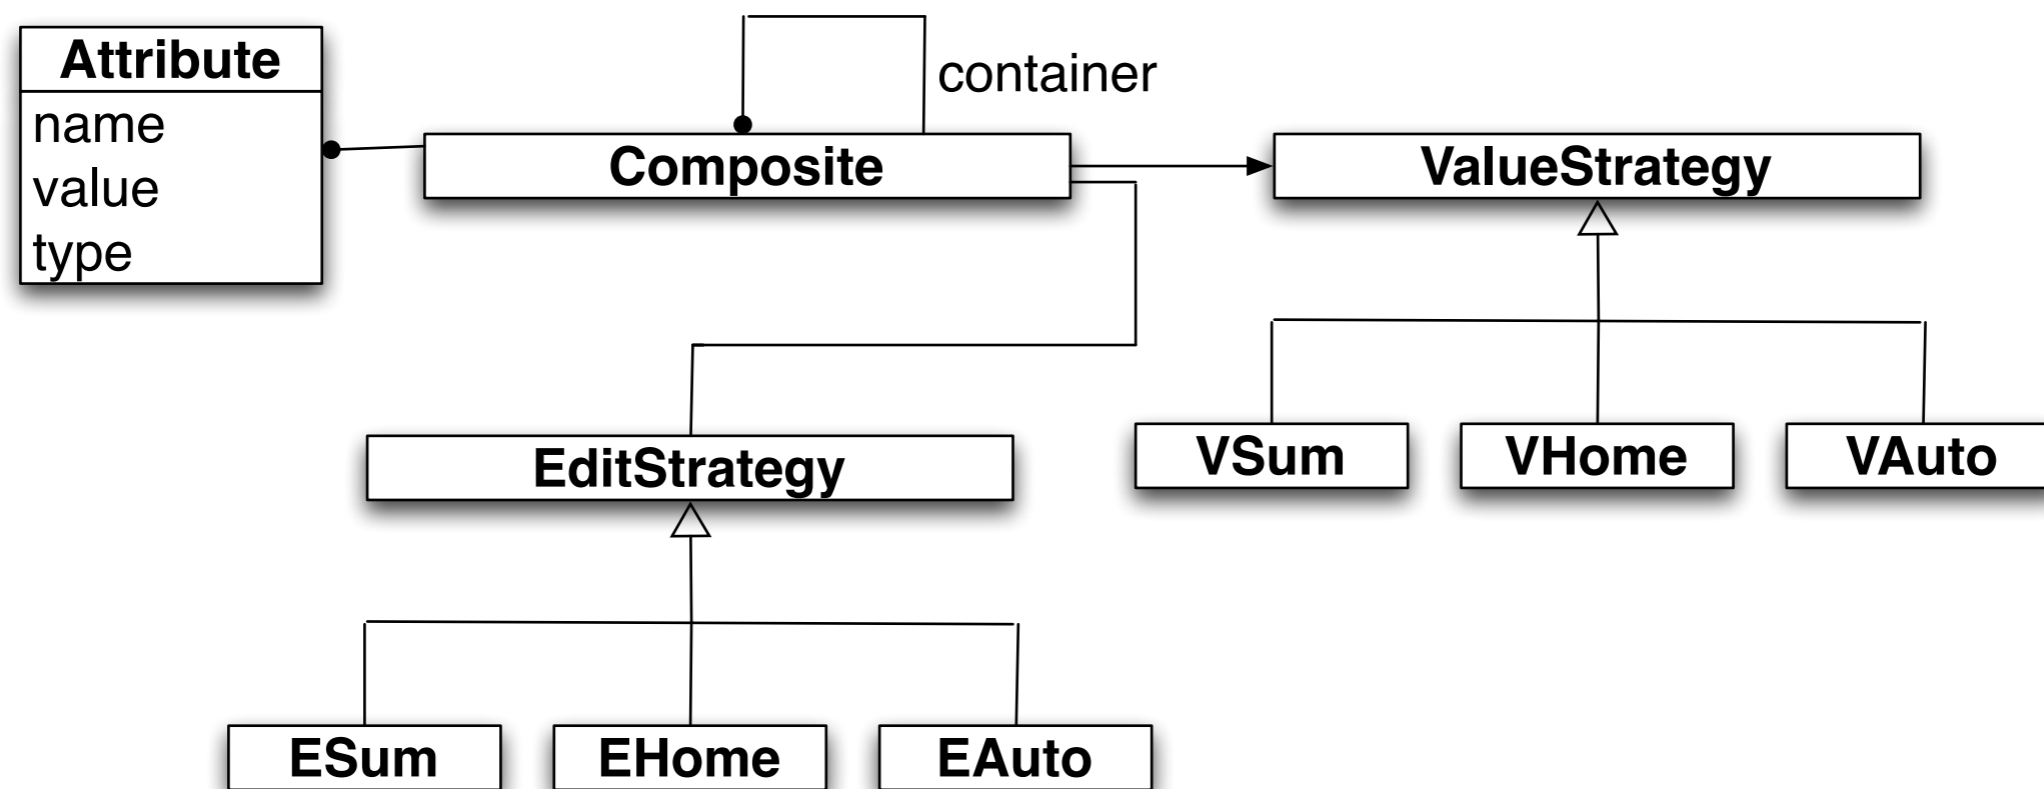 Attribute
name
value
type
container
Composite
ValueStrategy
EditStrategy
VSum
VHome
VAuto
ESum
EHome
EAuto